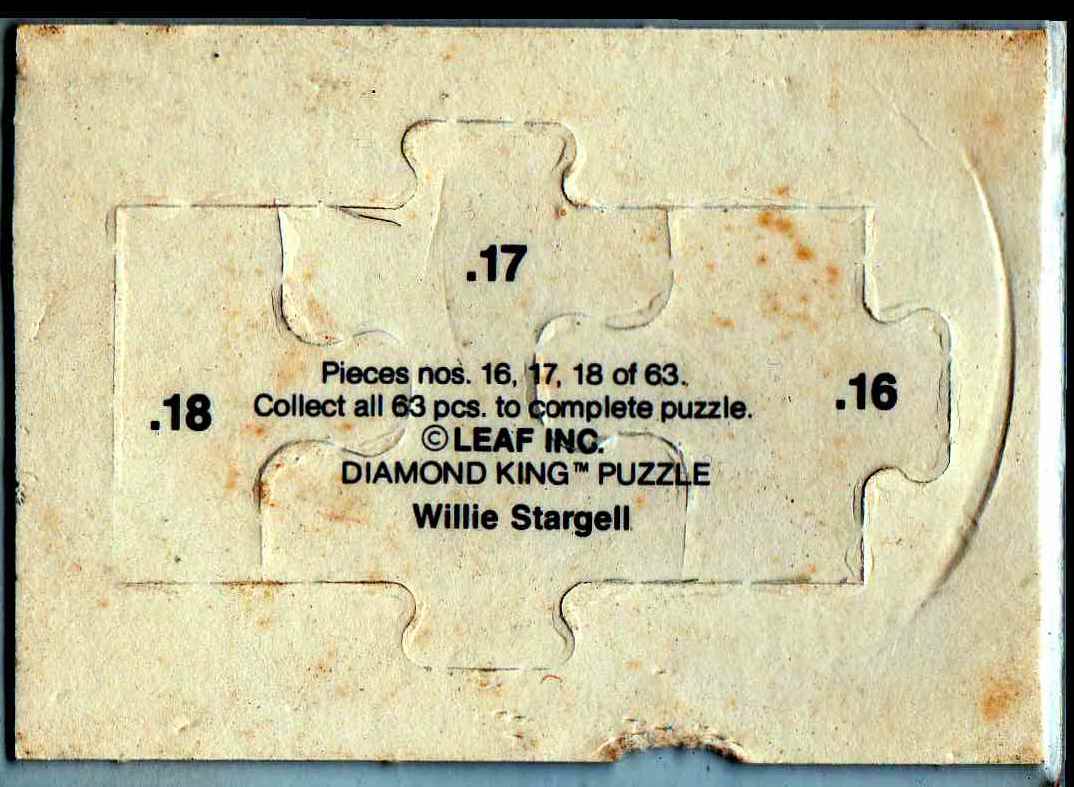 .17
Pieces nos. 16, 17, 18 of 63.
.18
.16
Collect all 63 pcs. to complete puzzle.
© LEAF INC.
DIAMOND KING™ PUZZLE
Willie Stargell